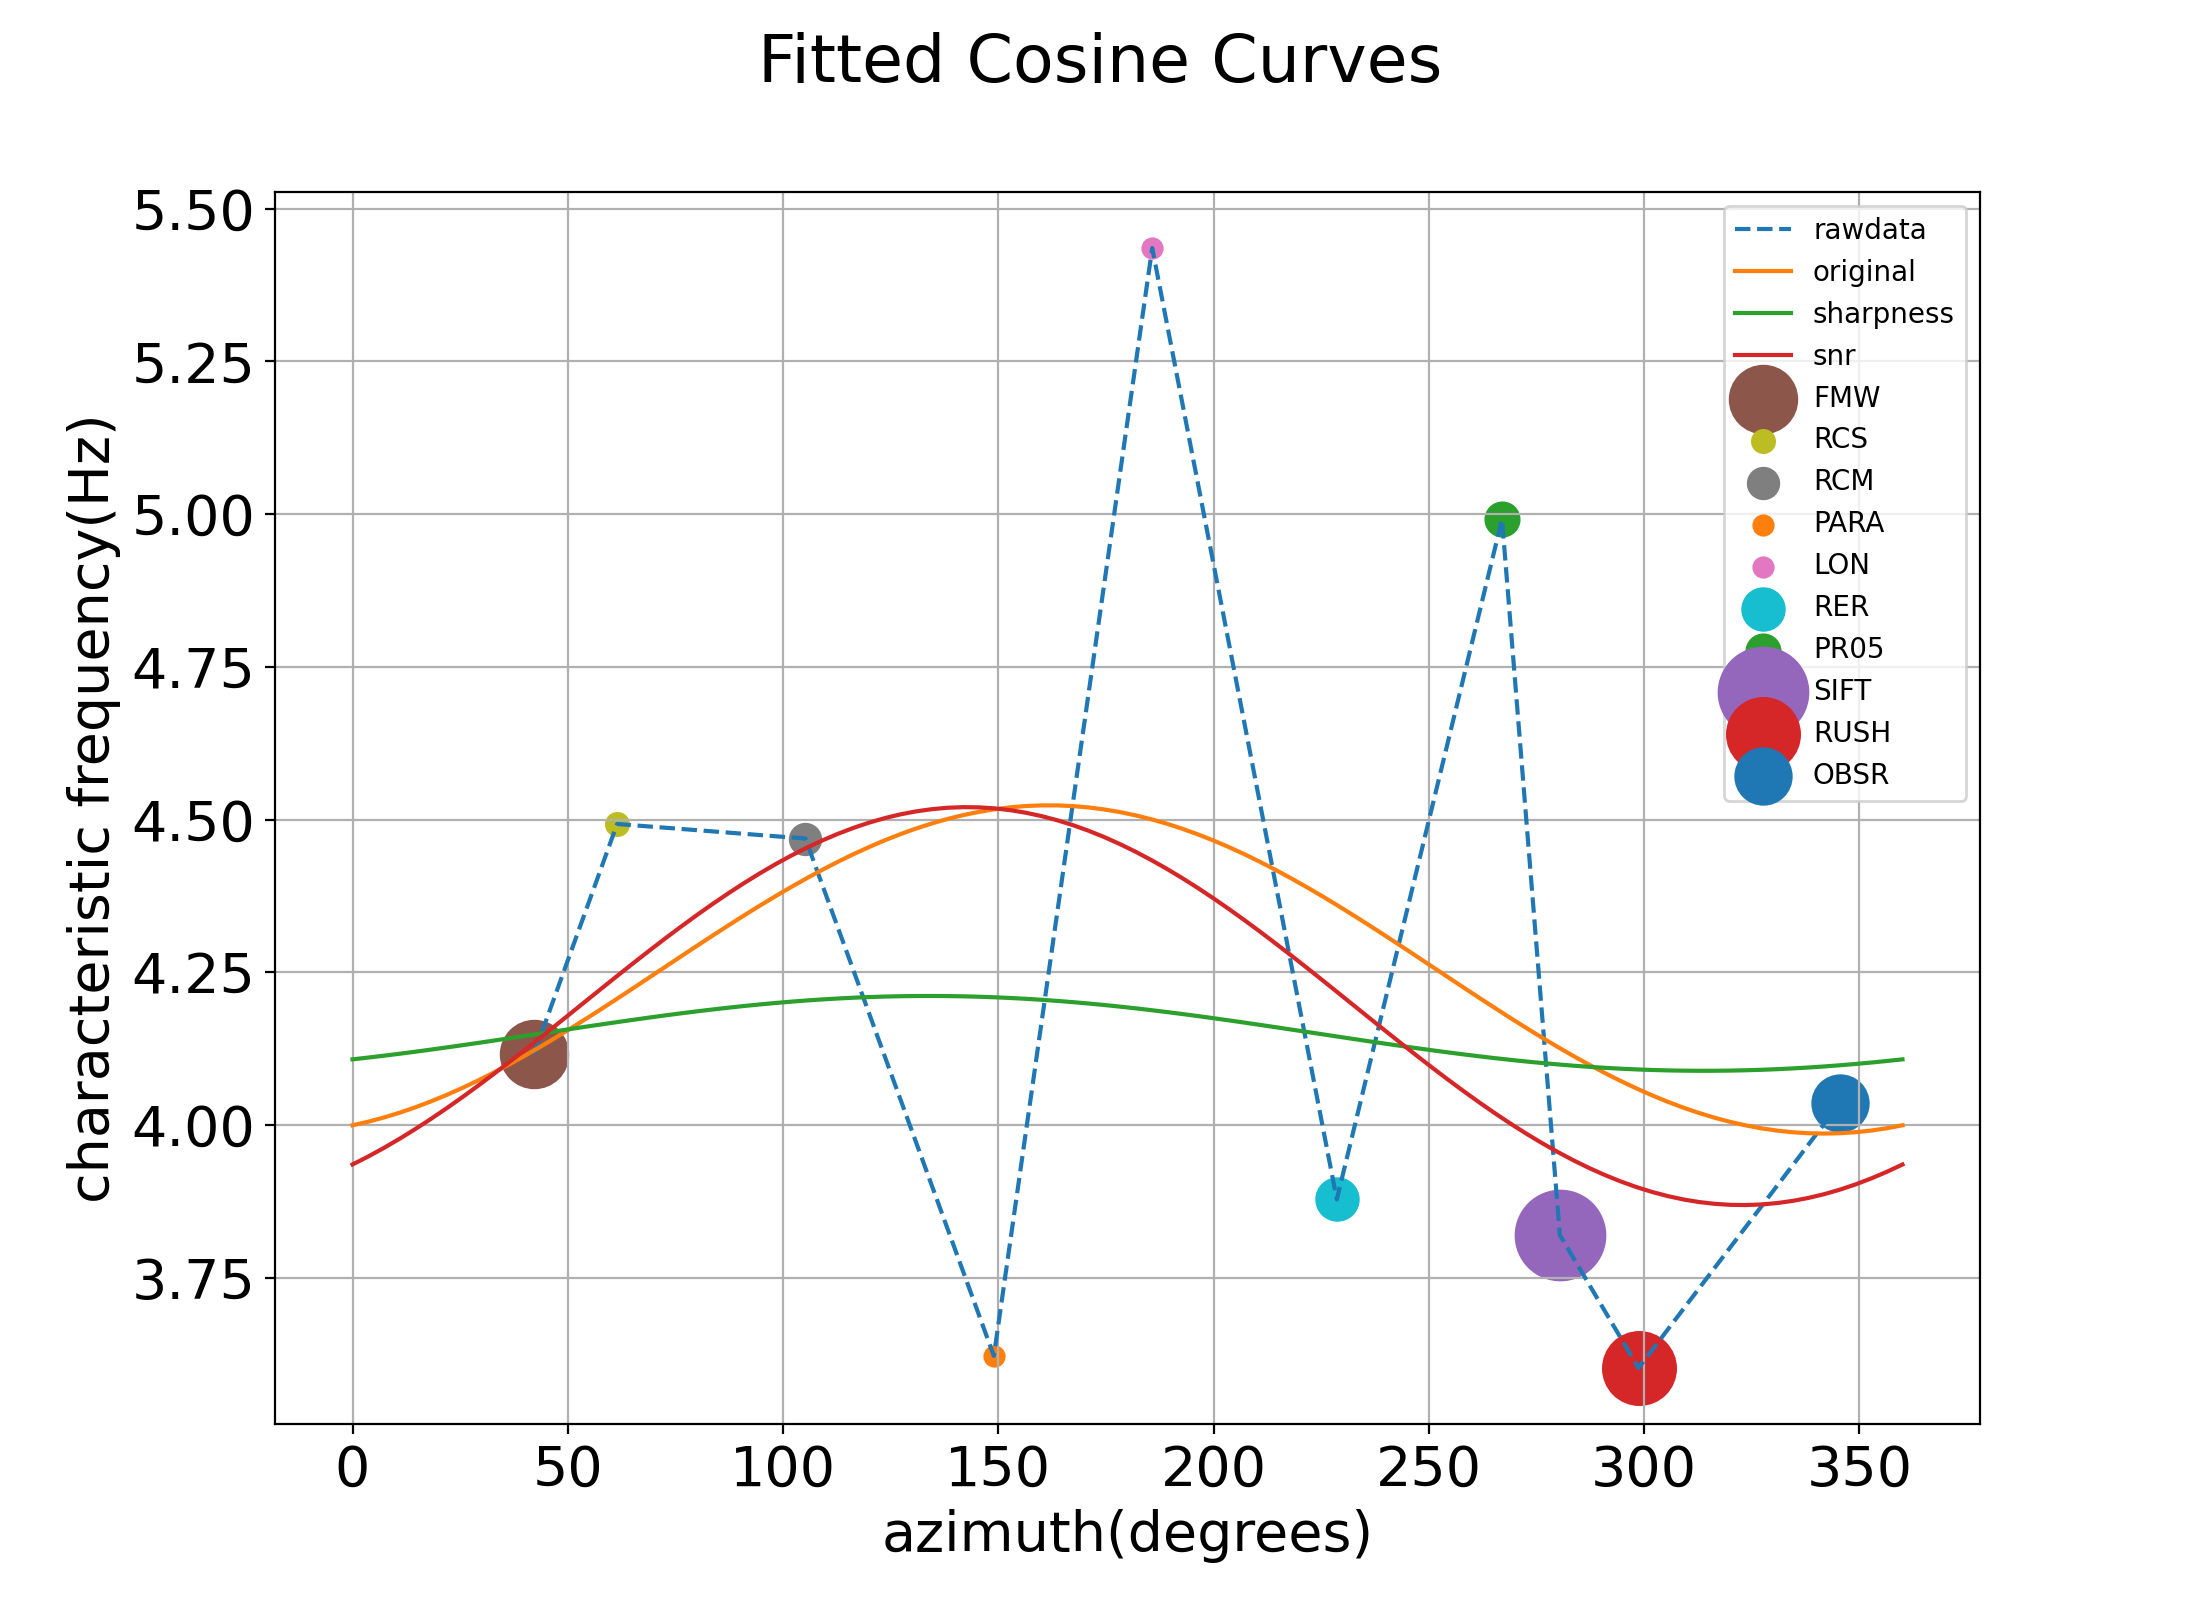 Fitted Cosine Curves
characteristic frequency(Hz)
5.50
5.25
5.00
4.75
4.50
4.25
4.00
3.75
rawdata
original
sharpness
snr
FMW
RCS
RCM
PARA
LON
RER
PR05
SIFT
RUSH
OBSR
0 50 100 150 200 250 300 350
azimuth(degrees)